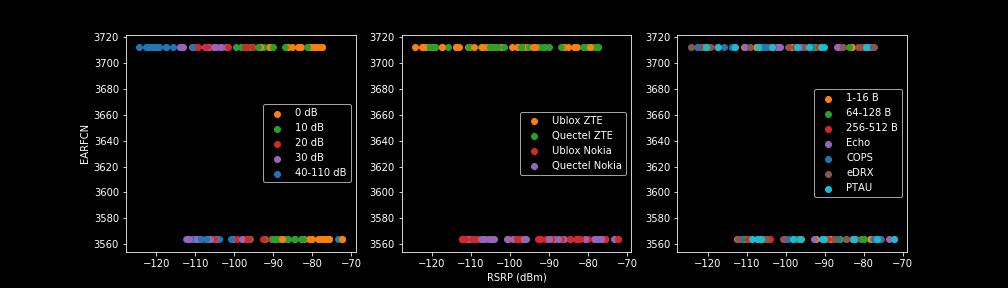 3720
3700
3680
3660
3640
3620
3600
3580
3560
EARFCN
−120
−110
−100
−90
−80
−70
0 dB
10 dB
20 dB
30 dB
40-110 dB
3720
3700
3680
3660
3640
3620
3600
3580
3560
−120
−110
−100
−90
−80
−70
RSRP (dBm)
Ublox ZTE
Quectel ZTE
Ublox Nokia
Quectel Nokia
3720
3700
3680
3660
3640
3620
3600
3580
3560
−120
−110
−100
−90
−80
−70
1-16 B
64-128 B
256-512 B
Echo
COPS
eDRX
PTAU